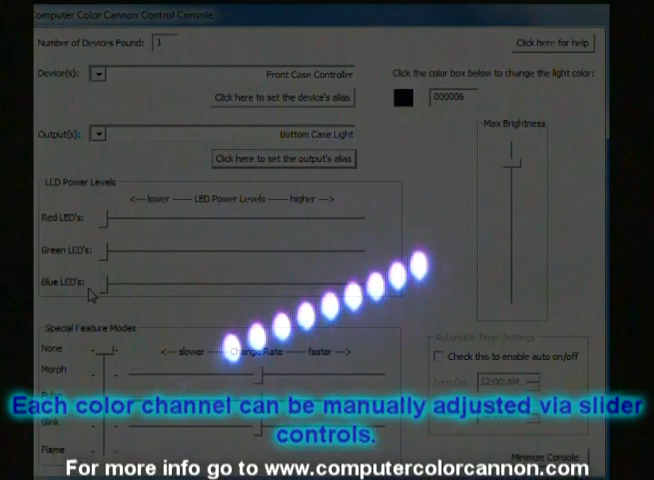 omputer Color Cannon Control Console
Number of Devices Found: 1
Click here for help
Device(s): Front Case Controller
Click the color box below to change the light color:
Click here to set the device's alias
000006
Output(s): Bottom Case Light
Max Brightness
Click here to set the output's alias
LED Power Levels
<--- lower ------ LED Power Levels ------ higher --->
Red LED's:
Green LED's:
Blue LED's:
Special Feature Modes
Automatic Timer Settings
None
<---slower Change Rate faster --->
Check this to enable auto on/off
Morph
12:00:AM
Each color channel can be manually adjusted via slider
controls.
Blink
Flame
Minimize Console
For more info go to www.computercolorcannon.com